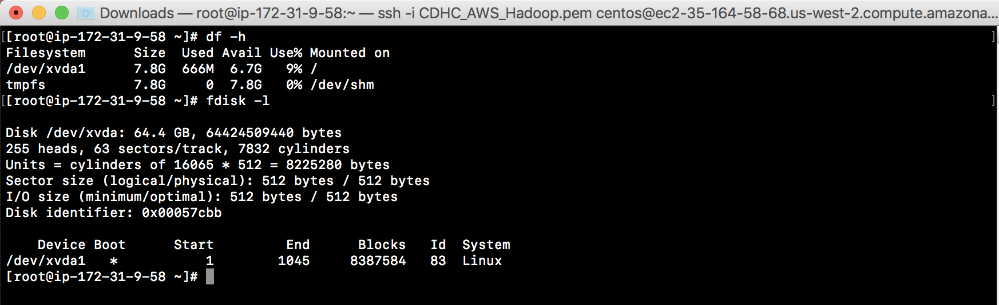 Downloads — root@ip-172-31-9-58:~ — ssh -i CDHC_AWS_Hadoop.pem centos@ec2-35-164-58-68.us-west-2.compute.amazona...
[[root@ip-172-31-9-58 ~]# df -h ]
Filesystem      Size  Used Avail Use% Mounted on
/dev/xvda1      7.8G  666M  6.7G   9% /
tmpfs           7.8G     0  7.8G   0% /dev/shm
[[root@ip-172-31-9-58 ~]# fdisk -l ]
Disk /dev/xvda: 64.4 GB, 64424509440 bytes
255 heads, 63 sectors/track, 7832 cylinders
Units = cylinders of 16065 * 512 = 8225280 bytes
Sector size (logical/physical): 512 bytes / 512 bytes
I/O size (minimum/optimal): 512 bytes / 512 bytes
Disk identifier: 0x00057cbb
    Device Boot      Start         End      Blocks   Id  System
/dev/xvda1   *           1        1045     8387584   83  Linux
[root@ip-172-31-9-58 ~]#